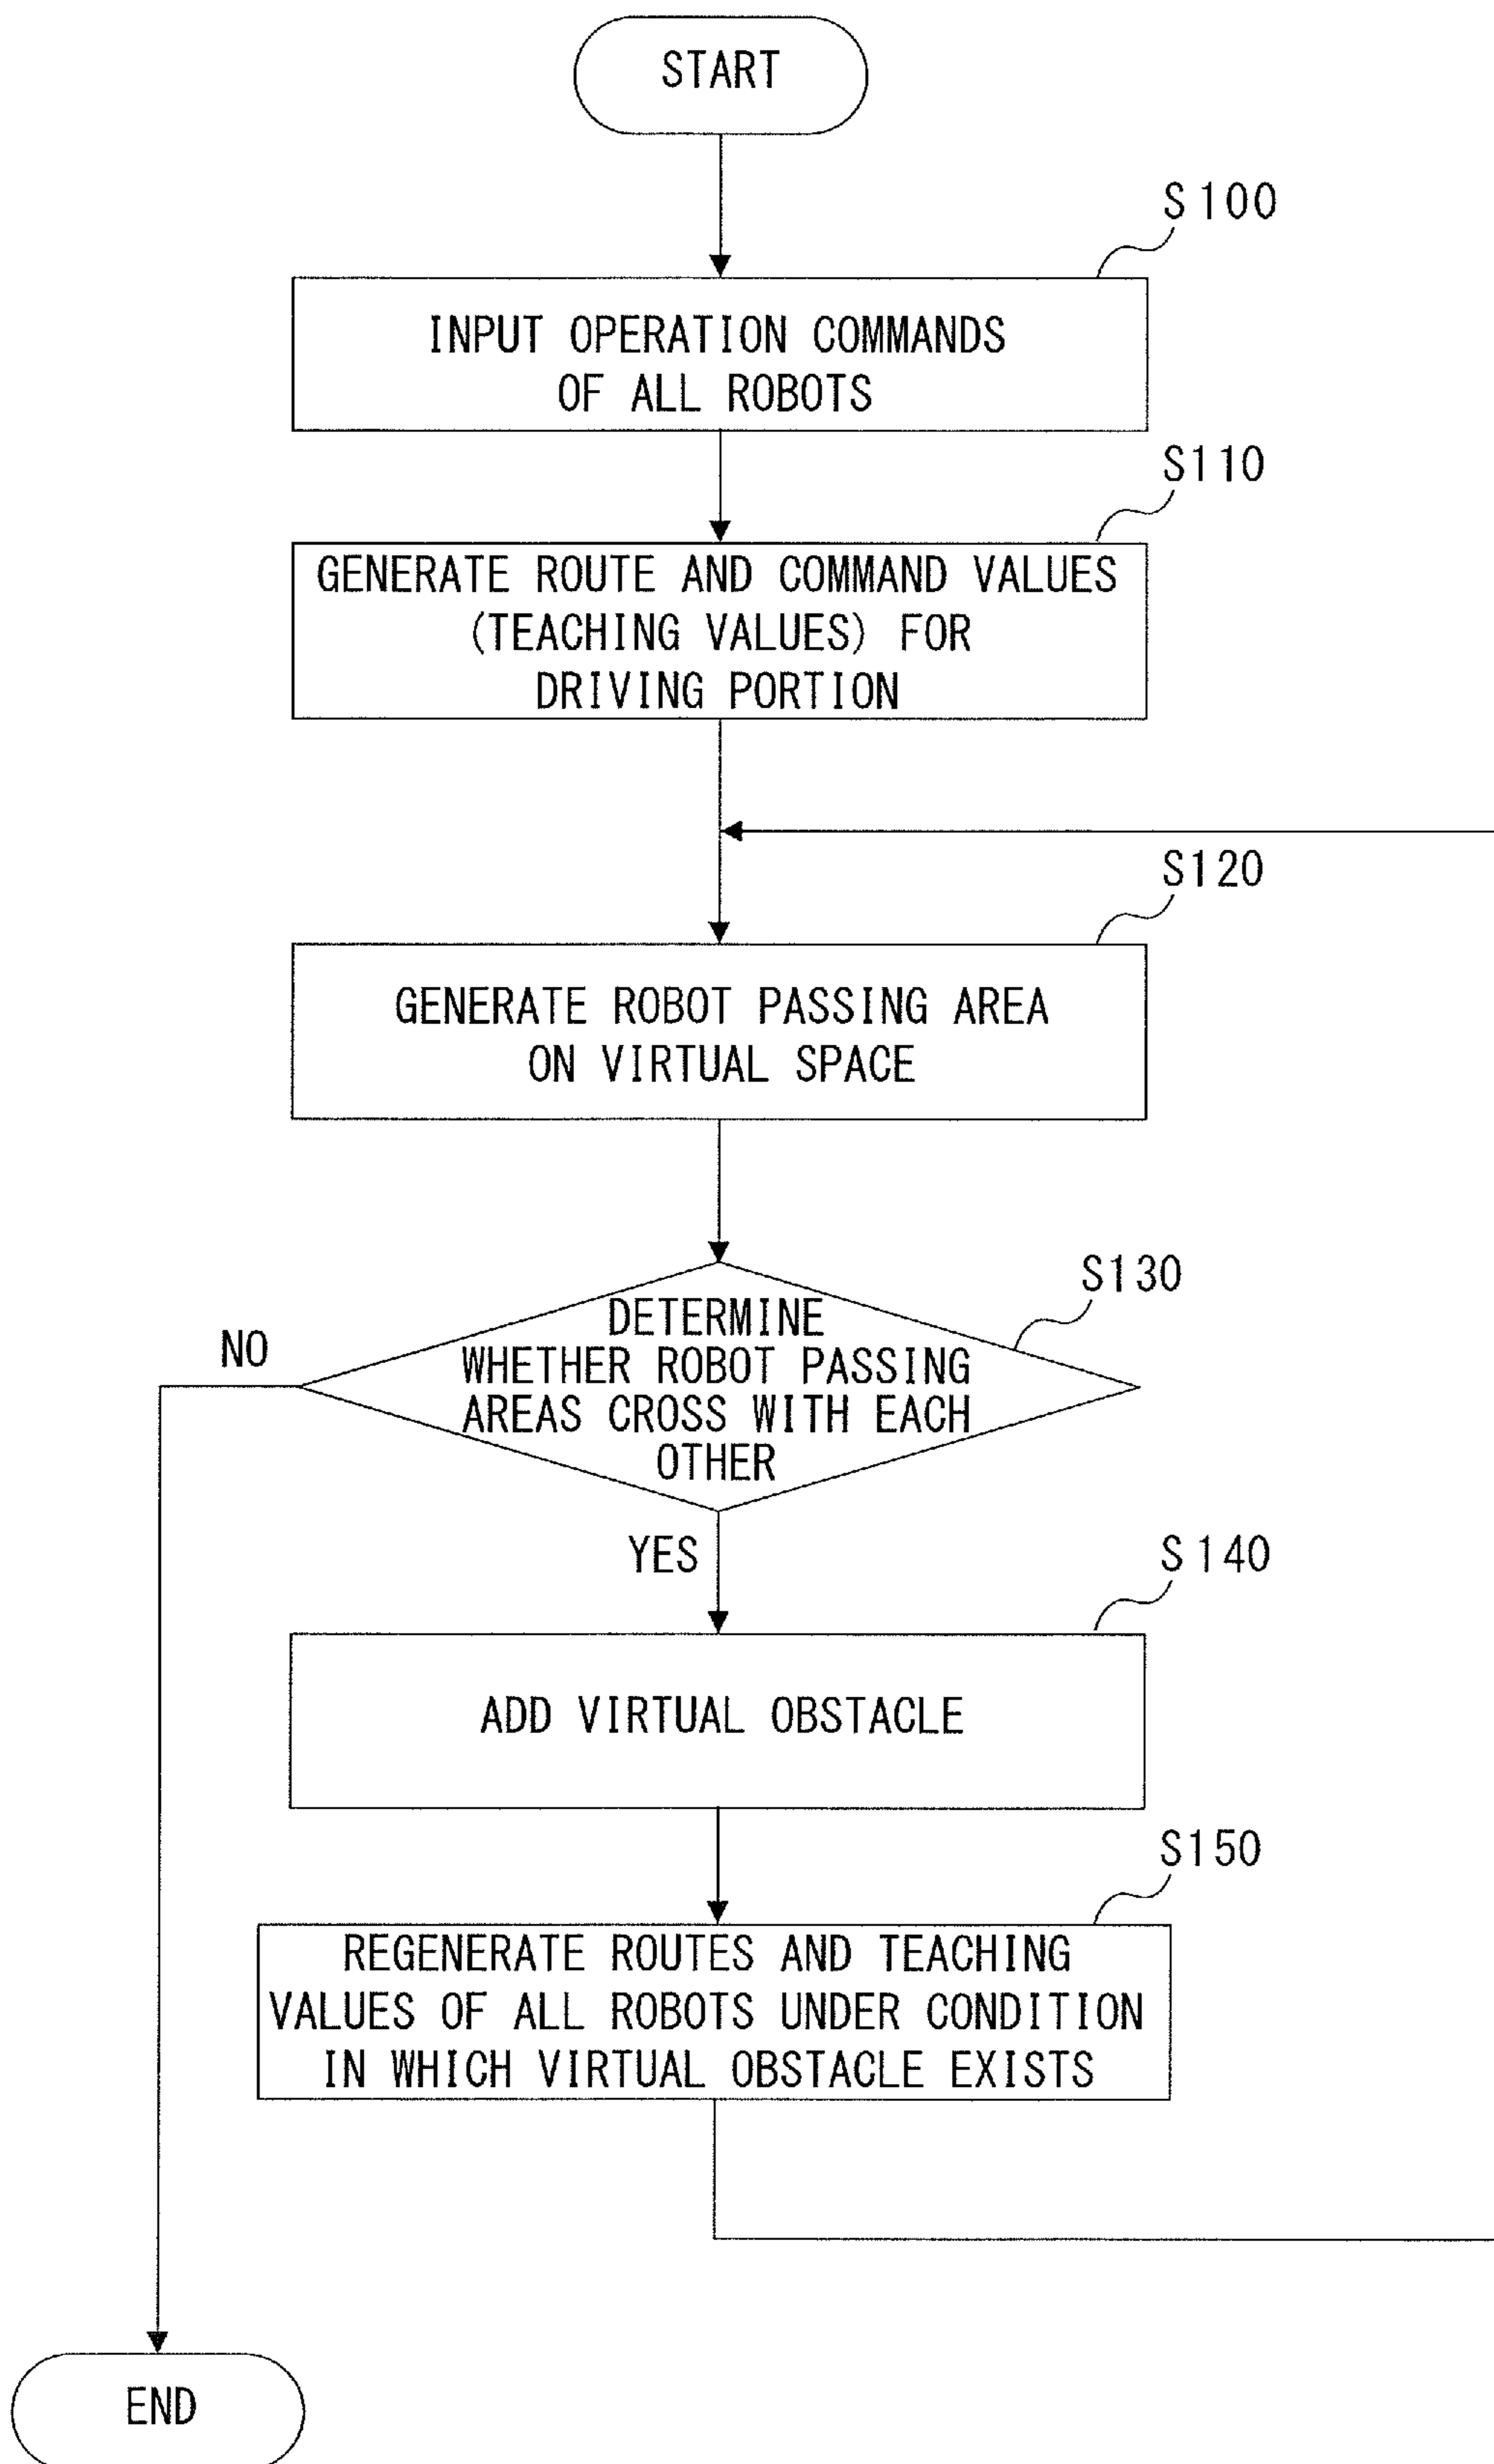 START
S100
INPUT OPERATION COMMANDS
OF ALL ROBOTS
S110
GENERATE ROUTE AND COMMAND VALUES
(TEACHING VALUES) FOR
DRIVING PORTION
S120
GENERATE ROBOT PASSING AREA
ON VIRTUAL SPACE
S130
DETERMINE
WHETHER ROBOT PASSING
AREAS CROSS WITH EACH
OTHER
NO
YES
S140
ADD VIRTUAL OBSTACLE
S150
REGENERATE ROUTES AND TEACHING
VALUES OF ALL ROBOTS UNDER CONDITION
IN WHICH VIRTUAL OBSTACLE EXISTS
END